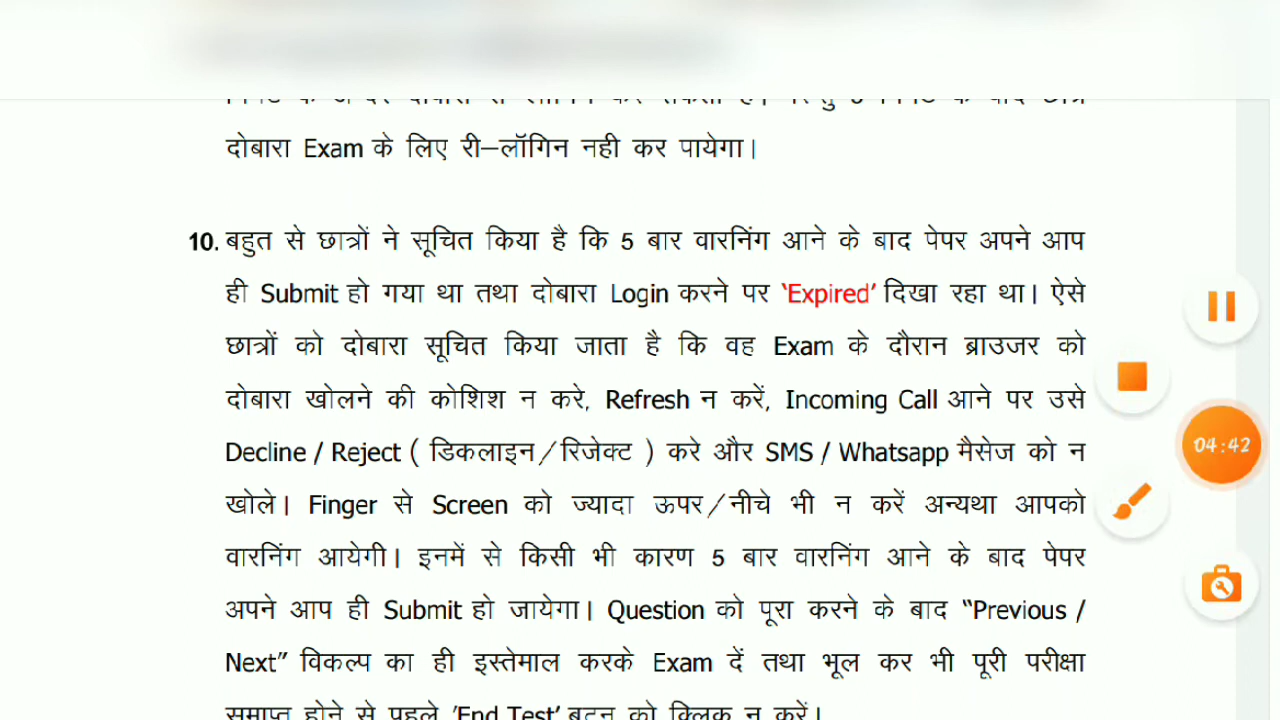 दोबारा Exam के लिए री–लॉगिन नही कर पायेगा।
10. बहुत से छात्रों ने सूचित किया है कि 5 बार वारनिंग आने के बाद पेपर अपने आप
ही Submit हो गया था तथा दोबारा Login करने पर ‘Expired’ दिखा रहा था। ऐसे
छात्रों को दोबारा सूचित किया जाता है कि वह Exam के दौरान ब्राउजर को
दोबारा खोलने की कोशिश न करे, Refresh न करें, Incoming Call आने पर उसे
Decline / Reject ( डिकलाइन/रिजेक्ट ) करे और SMS / Whatsapp मैसेज को न
खोले। Finger से Screen को ज्यादा ऊपर/नीचे भी न करें अन्यथा आपको
वारनिंग आयेगी। इनमें से किसी भी कारण 5 बार वारनिंग आने के बाद पेपर
अपने आप ही Submit हो जायेगा। Question को पूरा करने के बाद “Previous /
Next” विकल्प का ही इस्तेमाल करके Exam दें तथा भूल कर भी पूरी परीक्षा
समाप्त होने से पहले ‘End Test’ बटन को क्लिक न करें।
04:42